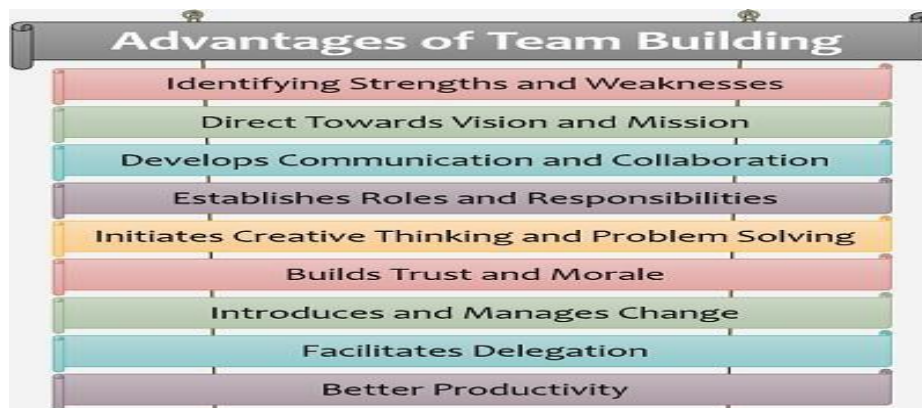 Advantages of Team Building
Identifying Strengths and Weaknesses
Direct Towards Vision and Mission
Develops Communication and Collaboration
Establishes Roles and Responsibilities
Initiates Creative Thinking and Problem Solving
Builds Trust and Morale
Introduces and Manages Change
Facilitates Delegation
Better Productivity